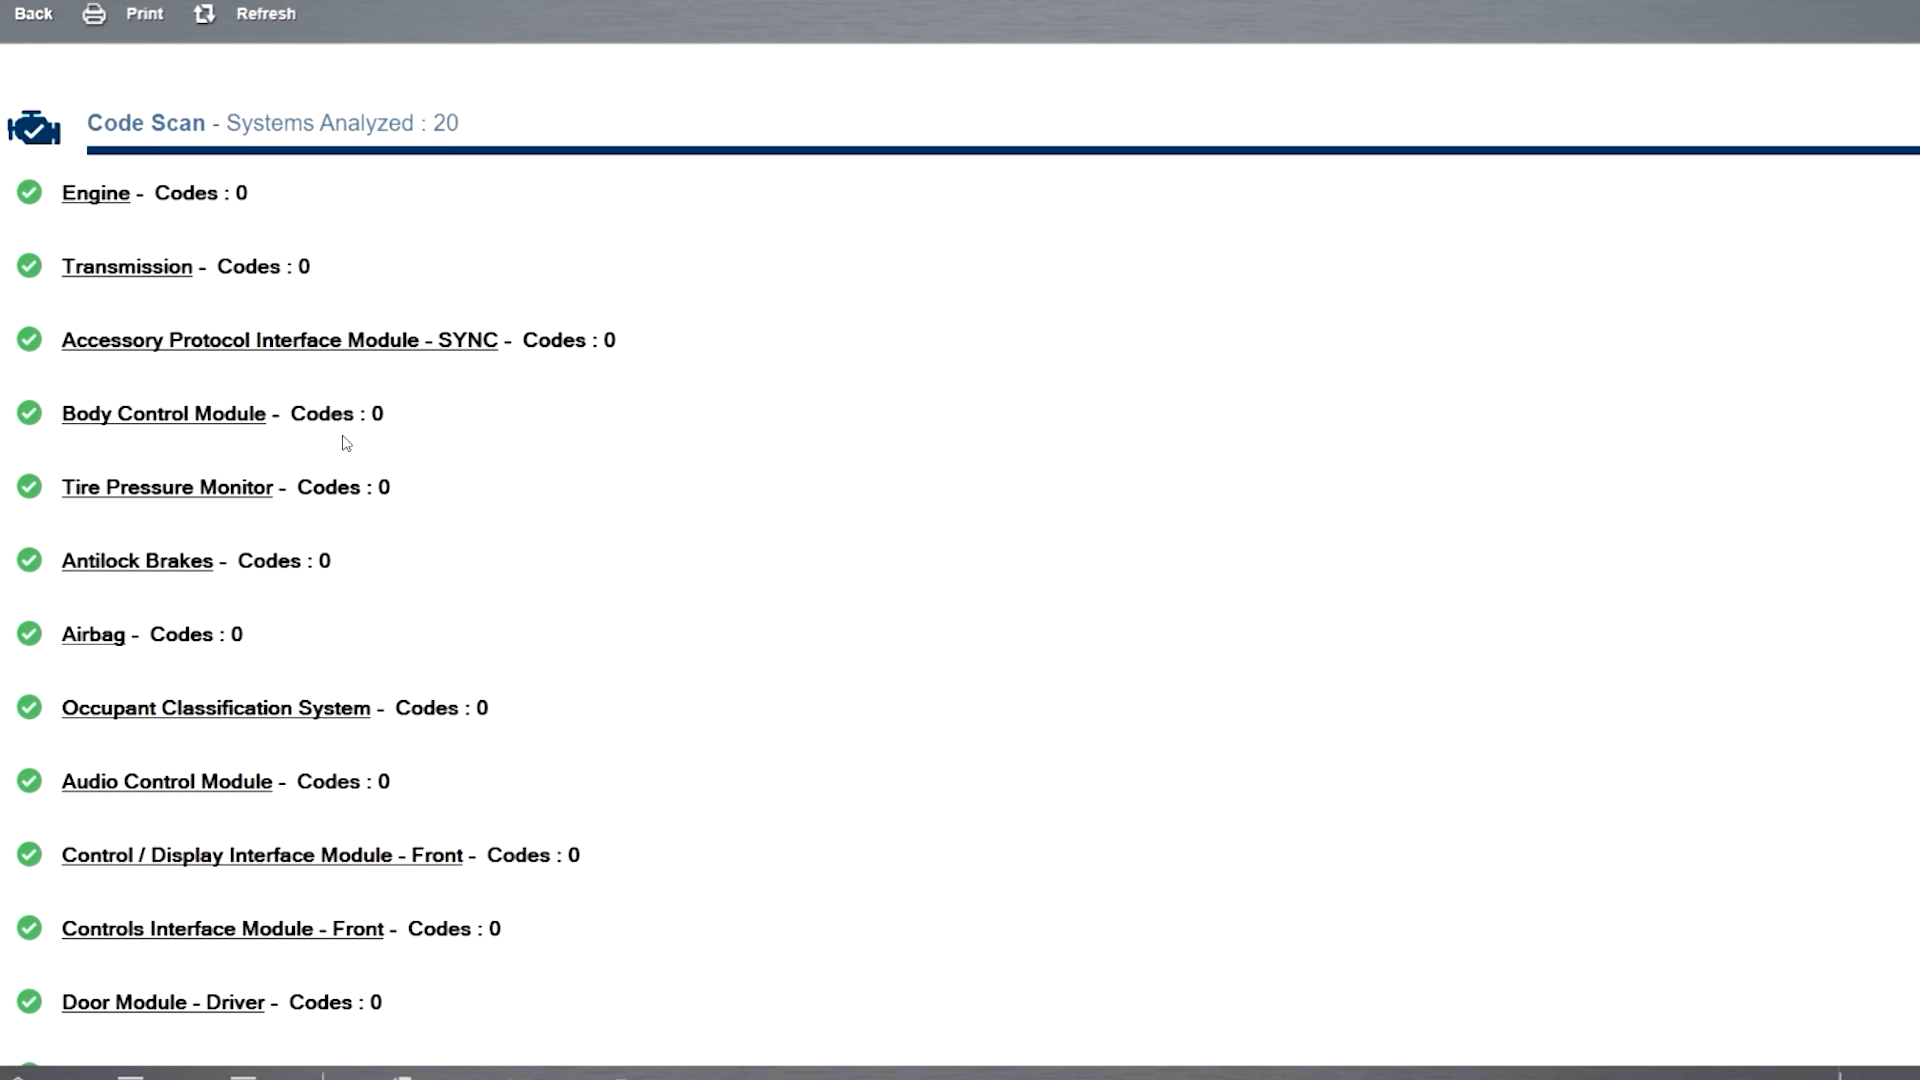 Back Print Refresh
Code Scan - Systems Analyzed : 20
Engine - Codes : 0
Transmission - Codes : 0
Accessory Protocol Interface Module - SYNC - Codes : 0
Body Control Module - Codes : 0
Tire Pressure Monitor - Codes : 0
Antilock Brakes - Codes : 0
Airbag - Codes : 0
Occupant Classification System - Codes : 0
Audio Control Module - Codes : 0
Control / Display Interface Module - Front - Codes : 0
Controls Interface Module - Front - Codes : 0
Door Module - Driver - Codes : 0